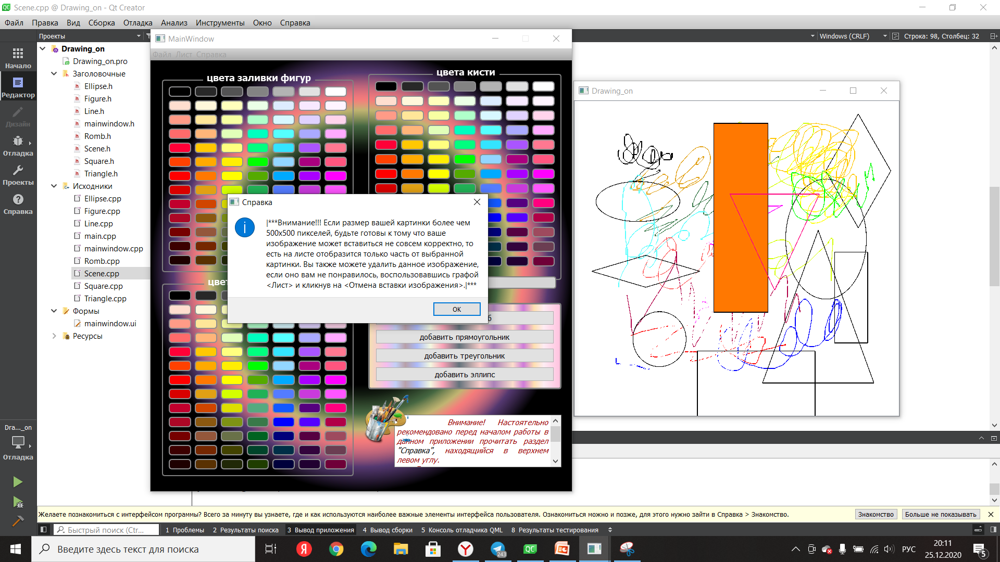 Scene.cpp @ Drawing_on - Qt Creator
Файл Правка Вид Сборка Отладка Анализ Инструменты Окно Справка
Проекты
Windows (CRLF)
Строка: 98, Столбец: 32
Начало
Редактор
Дизайн
Отладка
Проекты
Справка
Dra..._on
Отладка
Drawing_on
Drawing_on.pro
Заголовочные
Ellipse.h
Figure.h
Line.h
mainwindow.h
Romb.h
Scene.h
Square.h
Triangle.h
Исходники
Ellipse.cpp
Figure.cpp
Line.cpp
main.cpp
mainwindow.cpp
Romb.cpp
Scene.cpp
Square.cpp
Triangle.cpp
Формы
mainwindow.ui
Ресурсы
MainWindow
Файл Лист Справка
цвета заливки фигур
цвета кисти
цве
Справка
|***Внимание!!! Если размер вашей картинки более чем
500x500 пикселей, будьте готовы к тому что ваше
изображение может вставиться не совсем корректно, то
есть на листе отобразится только часть от выбранной
картинки. Вы также можете удалить данное изображение,
если оно вам не понравилось, воспользовавшись графой
<Лист> и кликнув на <Отмена вставки изображения>.|***
ОК
б
добавить прямоугольник
добавить треугольник
добавить эллипс
Внимание! Настоятельно
рекомендовано перед началом работы в
данном приложении прочитать раздел
"Справка", находящийся в верхнем
левом углу.
Drawing_on
Желаете познакомиться с интерфейсом программы? Всего за минуту вы узнаете, где и как используются наиболее важные элементы интерфейса пользователя. Ознакомиться можно и позже, для этого нужно зайти в Справка > Знакомство.
Знакомство
Больше не показывать
Быстрый поиск (Ctr...
1 Проблемы 2 Результаты поиска 3 Вывод приложения 4 Вывод сборки 5 Консоль отладчика QML 8 Результаты тестирования
Введите здесь текст для поиска
243
РУС
20:11
25.12.2020
5